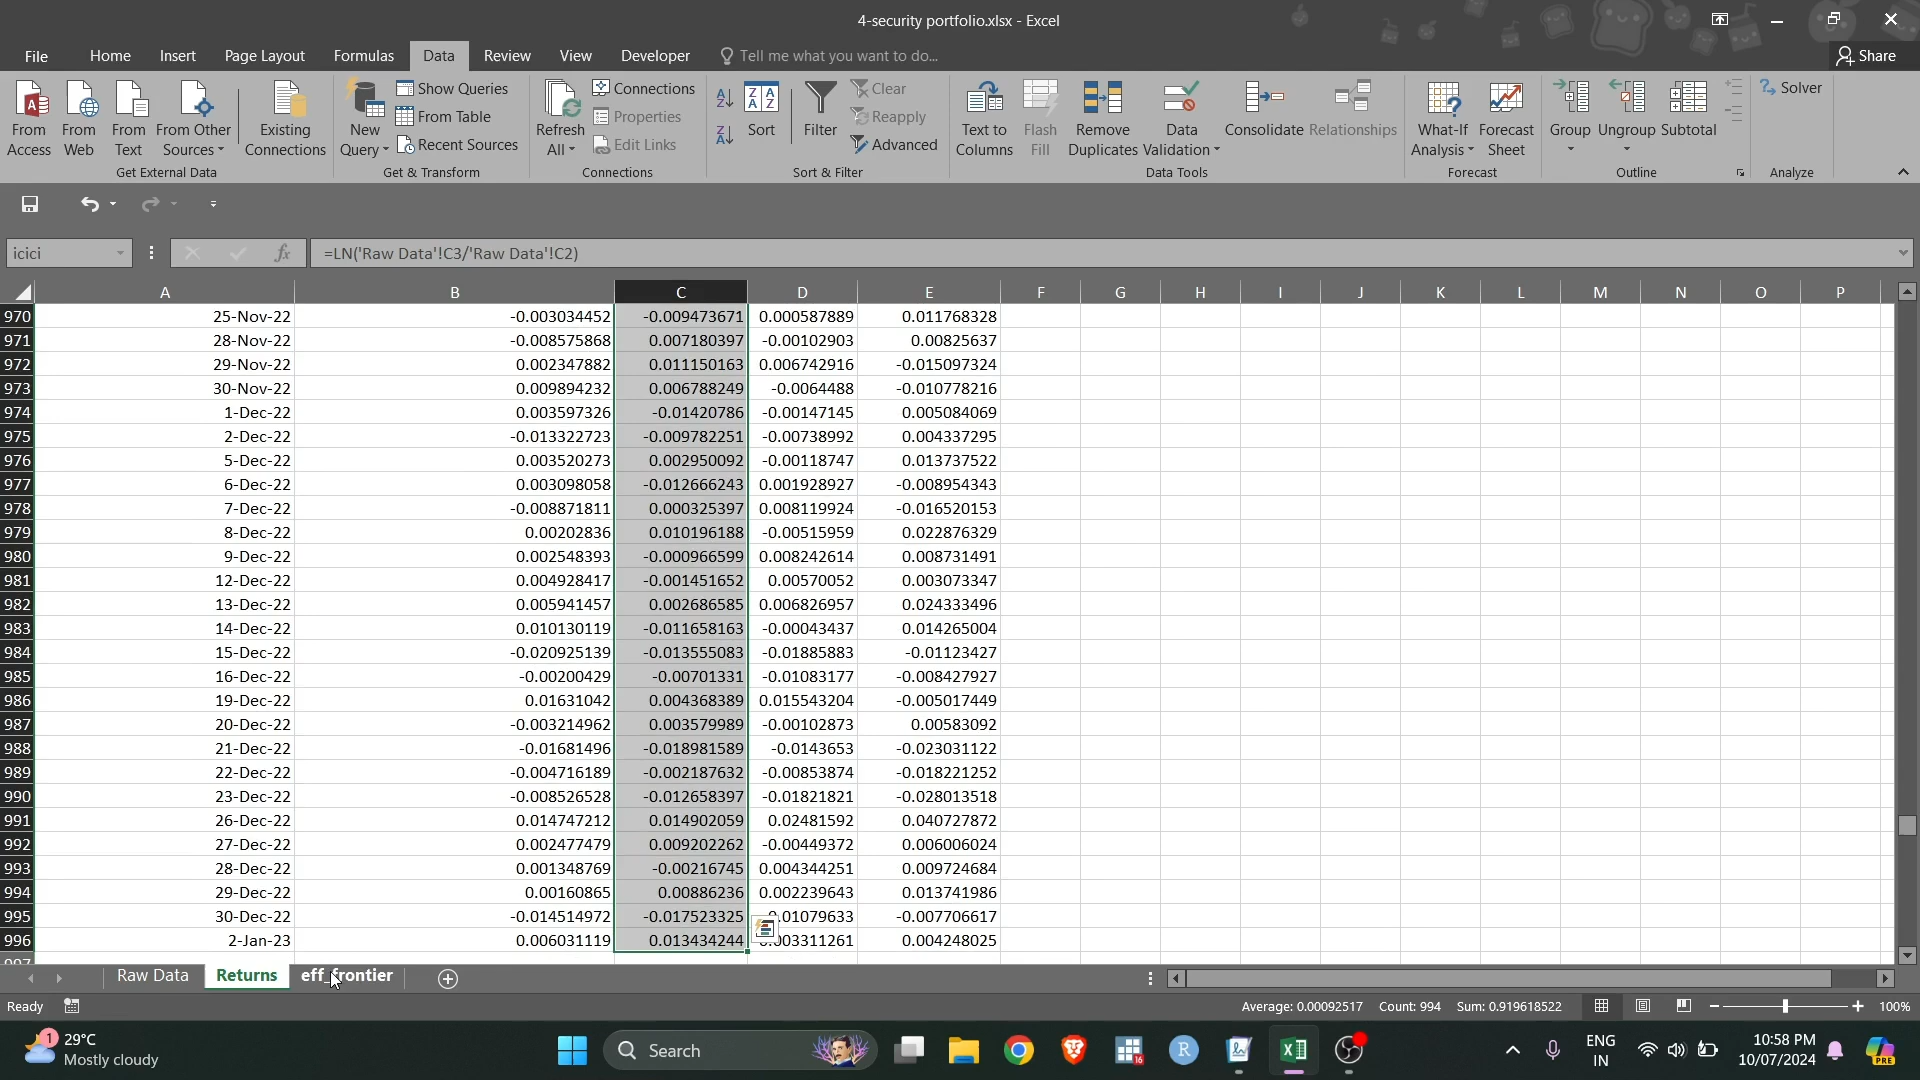 4-security portfolio.xlsx - Excel
File Home Insert Page Layout Formulas Data Review View Developer Tell me what you want to do... Share
From Access
From Web
From Text
From Other Sources
Existing Connections
Get External Data
New Query
Show Queries
From Table
Recent Sources
Get & Transform
Refresh All
Connections
Properties
Edit Links
Connections
Sort
Filter
Clear
Reapply
Advanced
Sort & Filter
Text to Columns
Flash Fill
Remove Duplicates
Data Validation
Consolidate
Relationships
Data Tools
What-If Analysis
Forecast Sheet
Forecast
Group
Ungroup
Subtotal
Outline
Solver
Analyze
icici fx =LN('Raw Data'!C3/'Raw Data'!C2)
A B C D E F G H I J K L M N O P
970 25-Nov-22 -0.003034452 -0.009473671 0.000587889 0.011768328
971 28-Nov-22 -0.008575868 0.007180397 -0.00102903 0.00825637
972 29-Nov-22 0.002347882 0.011150163 0.006742916 -0.015097324
973 30-Nov-22 0.009894232 0.006788249 -0.0064488 -0.010778216
974 1-Dec-22 0.003597326 -0.01420786 -0.00147145 0.005084069
975 2-Dec-22 -0.013322723 -0.009782251 -0.00738992 0.004337295
976 5-Dec-22 0.003520273 0.002950092 -0.00118747 0.013737522
977 6-Dec-22 0.003098058 -0.012666243 0.001928927 -0.008954343
978 7-Dec-22 -0.008871811 0.000325397 0.008119924 -0.016520153
979 8-Dec-22 0.00202836 0.010196188 -0.00515959 0.022876329
980 9-Dec-22 0.002548393 -0.000966599 0.008242614 0.008731491
981 12-Dec-22 0.004928417 -0.001451652 0.00570052 0.003073347
982 13-Dec-22 0.005941457 0.002686585 0.006826957 0.024333496
983 14-Dec-22 0.010130119 -0.011658163 -0.00043437 0.014265004
984 15-Dec-22 -0.020925139 -0.013555083 -0.01885883 -0.01123427
985 16-Dec-22 -0.00200429 -0.00701331 -0.01083177 -0.008427927
986 19-Dec-22 0.01631042 0.004368389 0.015543204 -0.005017449
987 20-Dec-22 -0.003214962 0.003579989 -0.00102873 0.00583092
988 21-Dec-22 -0.01681496 -0.018981589 -0.0143653 -0.023031122
989 22-Dec-22 -0.004716189 -0.002187632 -0.00853874 -0.018221252
990 23-Dec-22 -0.008526528 -0.012658397 -0.01821821 -0.028013518
991 26-Dec-22 0.014747212 0.014902059 0.02481592 0.040727872
992 27-Dec-22 0.002477479 0.009202262 -0.00449372 0.006006024
993 28-Dec-22 0.001348769 -0.00216745 0.004344251 0.009724684
994 29-Dec-22 0.00160865 0.00886236 0.002239643 0.013741986
995 30-Dec-22 -0.014514972 -0.017523325 .01079633 -0.007706617
996 2-Jan-23 0.006031119 0.013434244 .003311261 0.004248025
Raw Data Returns eff_frontier
Ready Average: 0.00092517 Count: 994 Sum: 0.919618522 100%
1 29°C
Mostly cloudy
Search
16
R
ENG
IN
10:58 PM
10/07/2024
PRE